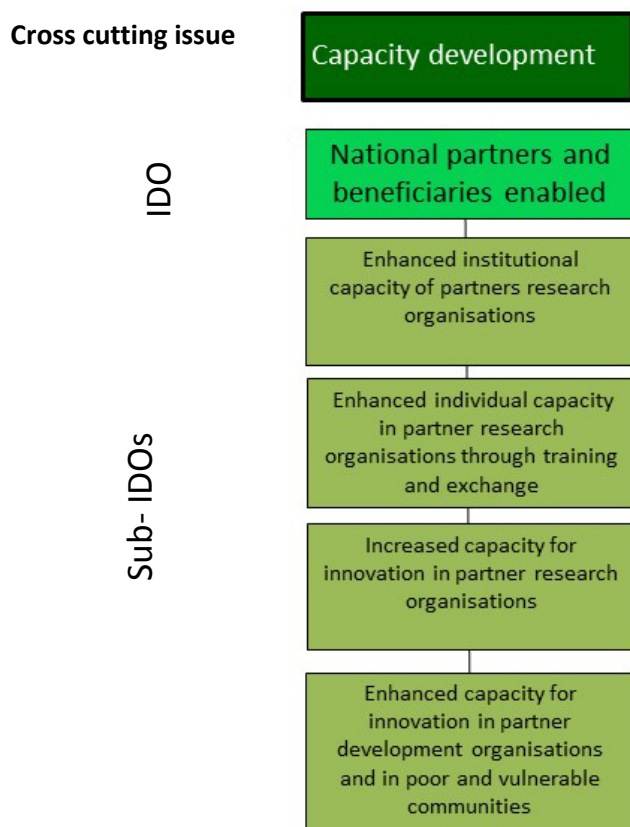 Cross cutting issue
Capacity development
IDO
National partners and
beneficiaries enabled
Sub- IDOs
Enhanced institutional
capacity of partners research
organisations
Enhanced individual capacity
in partner research
organisations through training
and exchange
Increased capacity for
innovation in partner research
organisations
Enhanced capacity for
innovation in partner
development organisations
and in poor and vulnerable
communities